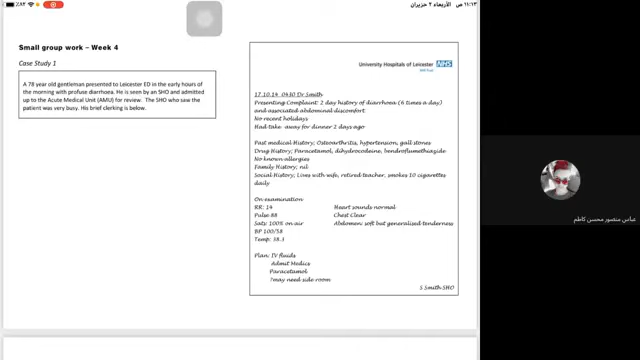 ٪٨٢
١١:١٣ ص الأربعاء ٢ حزيران
Small group work – Week 4
Case Study 1
A 78 year old gentleman presented to Leicester ED in the early hours of
the morning with profuse diarrhoea. He is seen by an SHO and admitted
up to the Acute Medical Unit (AMU) for review. The SHO who saw the
patient was very busy. His brief clerking is below.
University Hospitals of Leicester NHS
NHS Trust
17.10.14 0410 Dr Smith
Presenting Complaint: 2 day history of diarrhoea (6 times a day)
and associated abdominal discomfort
No recent holidays
Had take away for dinner 2 days ago
Past medical History; Osteoarthritis, hypertension, gall stones
Drug History; Paracetamol, dihydrocodeine, bendroflumethiazide
No known allergies
Family History; nil
Social History; Lives with wife, retired teacher, smokes 10 cigarettes
daily
On examination
RR: 14 Heart sounds normal
Pulse 88 Chest Clear
Sats: 100% on air Abdomen: soft but generalised tenderness
BP 100/58
Temp: 38.3
Plan: IV fluids
Admit Medics
Paracetamol
?may need side room
S Smith SHO
عباس منصور محسن كاظم